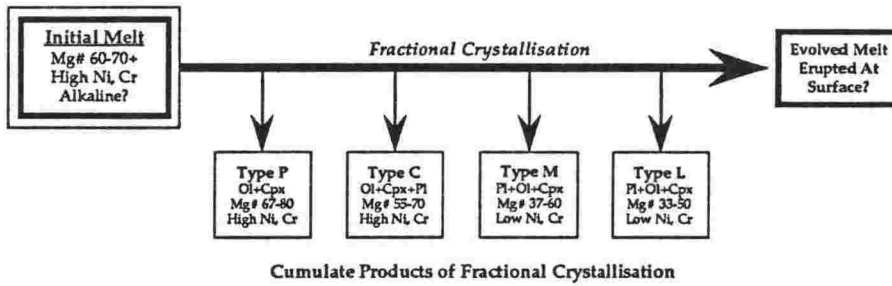 Initial Melt
Mg# 60-70+
High Ni, Cr
Alkaline?
Fractional Crystallisation
Evolved Melt
Erupted At
Surface?
Type P
Ol+Cpx
Mg# 67-80
High Ni, Cr
Type C
Ol+Cpx+Pl
Mg# 55-70
High Ni, Cr
Type M
Pl+Ol+Cpx
Mg# 37-60
Low Ni, Cr
Type L
Pl+Ol+Cpx
Mg# 33-50
Low Ni, Cr
Cumulate Products of Fractional Crystallisation